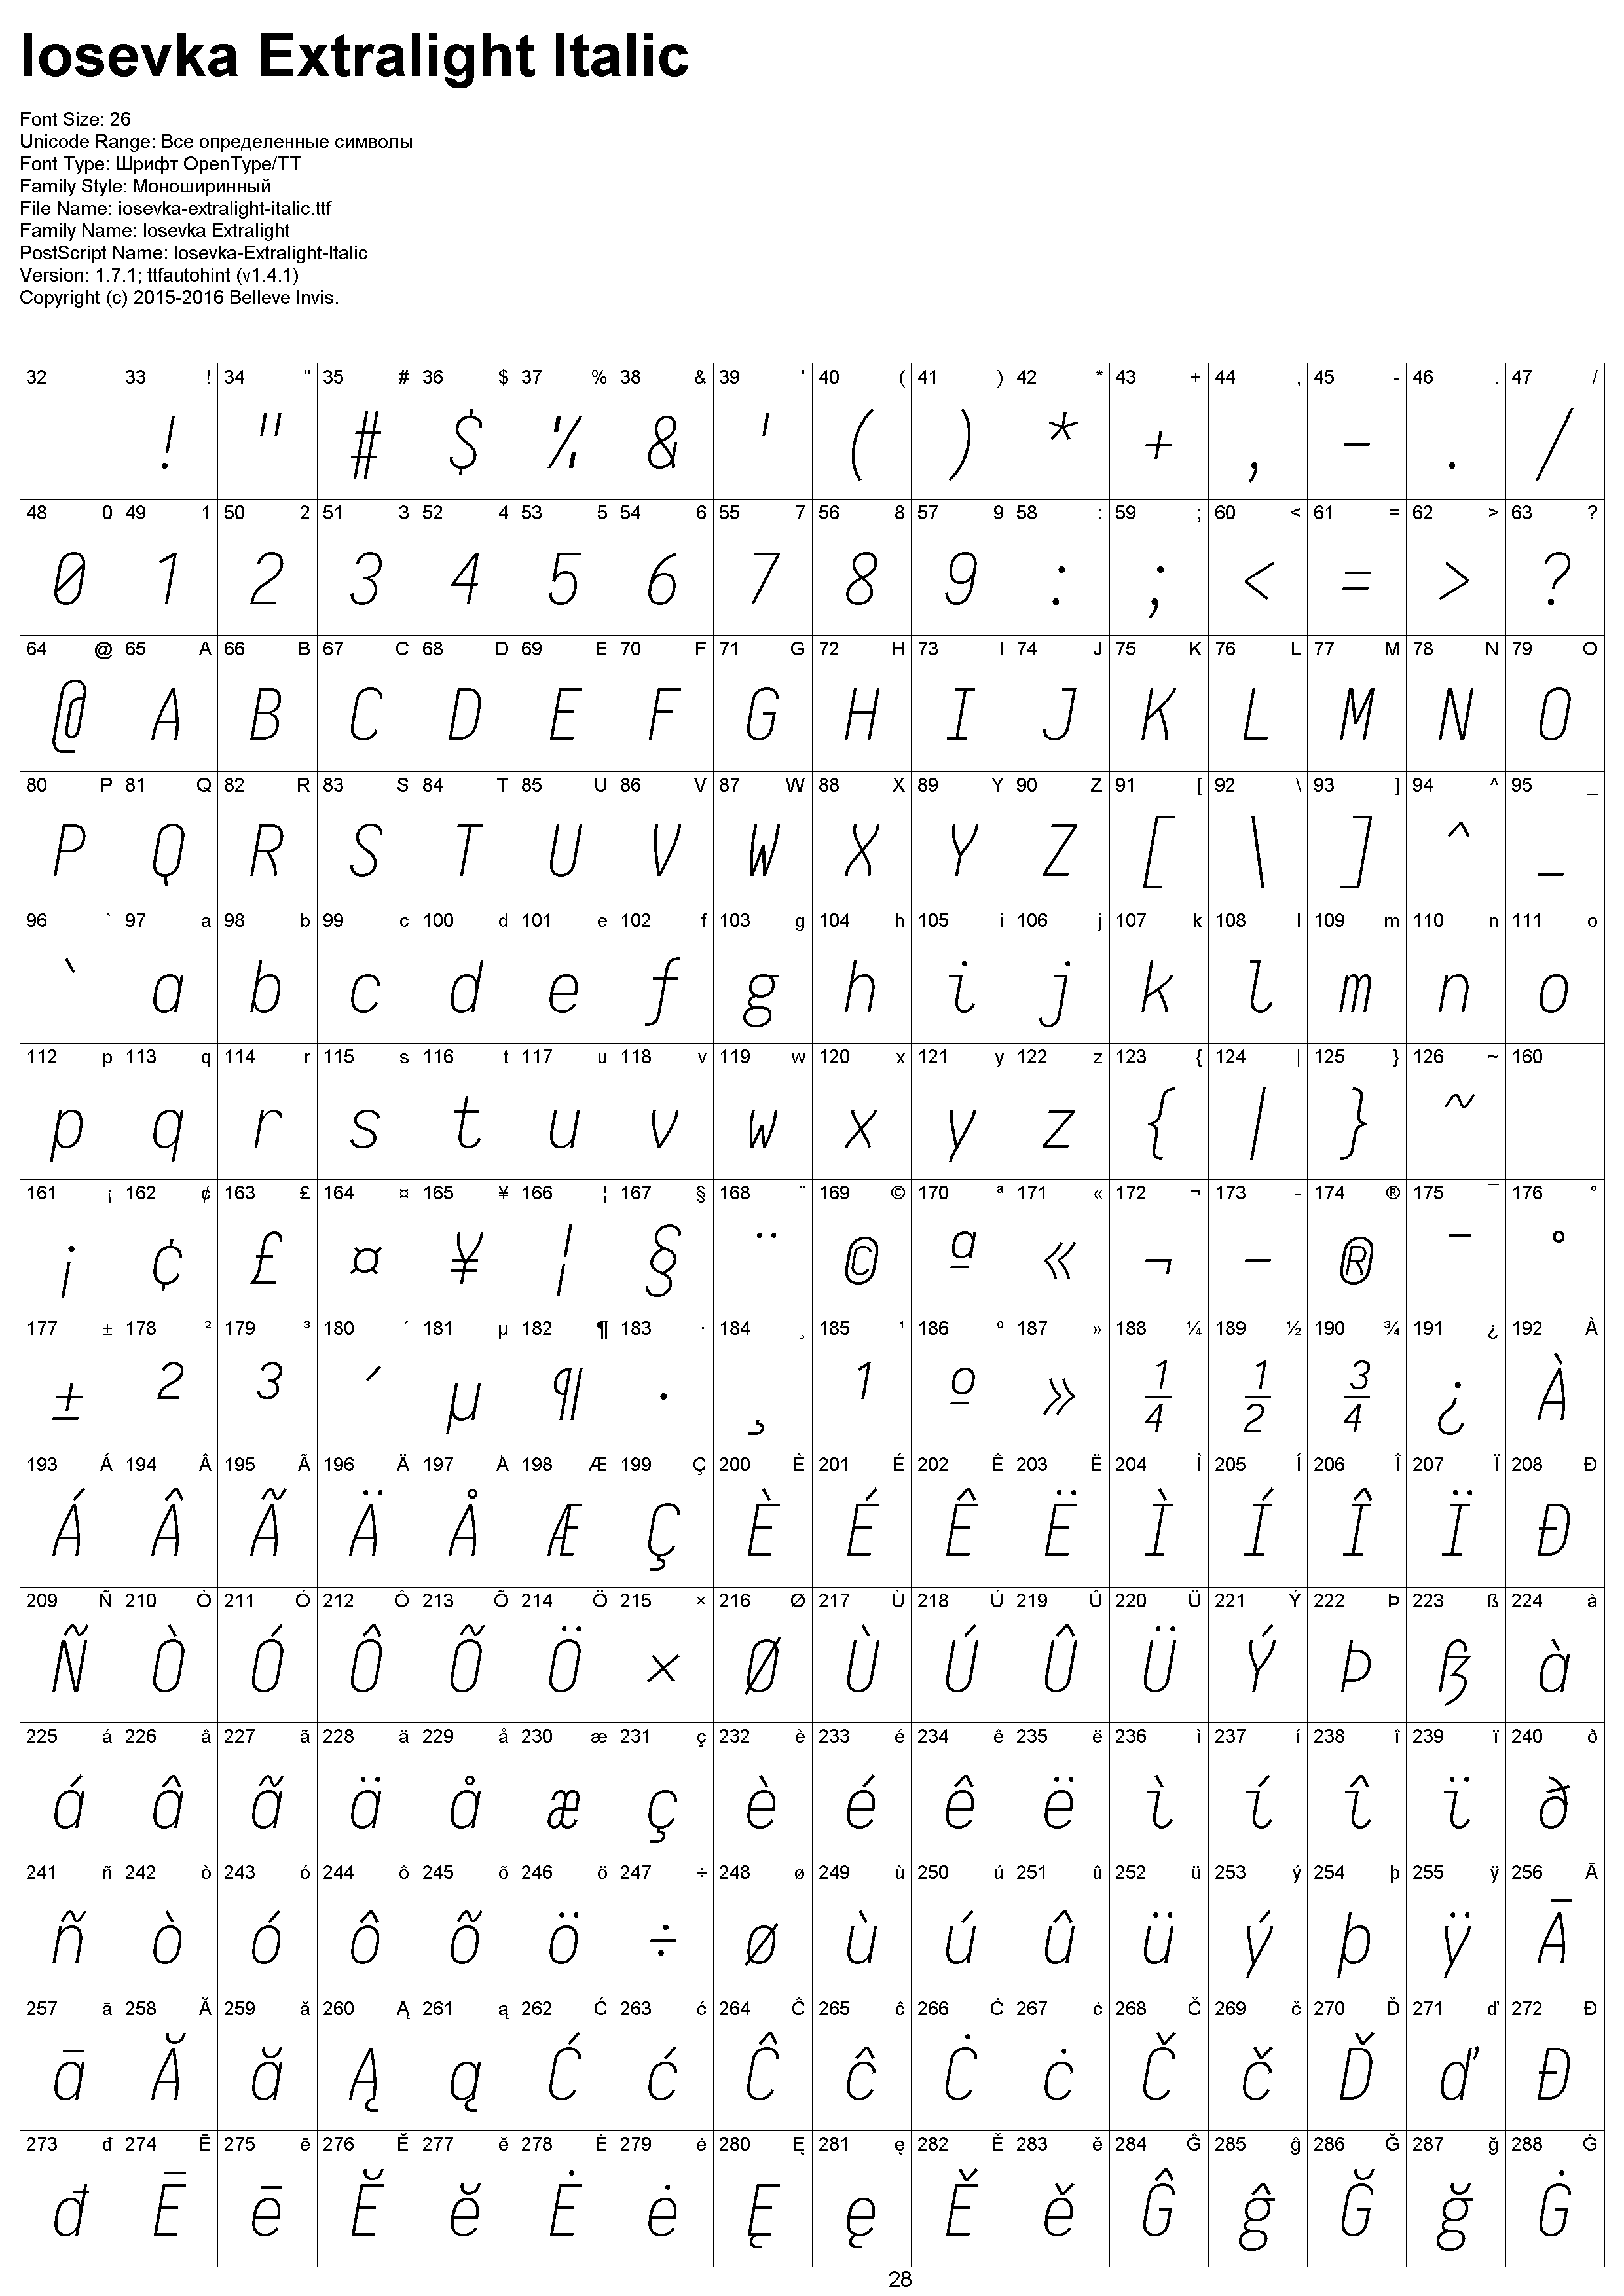 Iosevka Extralight Italic
Font Size: 26
Unicode Range: Все определенные символы
Font Type: Шрифт OpenType/TT
Family Style: Моноширинный
File Name: iosevka-extralight-italic.ttf
Family Name: Iosevka Extralight
PostScript Name: Iosevka-Extralight-Italic
Version: 1.7.1; ttfautohint (v1.4.1)
Copyright (c) 2015-2016 Belleve Invis.
32 33 ! 34 " 35 # 36 $ 37 % 38 & 39 ' 40 ( 41 ) 42 * 43 + 44 , 45 - 46 . 47 /
! " # $ % & ' ( ) * + , - . /
48 0 49 1 50 2 51 3 52 4 53 5 54 6 55 7 56 8 57 9 58 : 59 ; 60 < 61 = 62 > 63 ?
0 1 2 3 4 5 6 7 8 9 : ; < = > ?
64 @ 65 A 66 B 67 C 68 D 69 E 70 F 71 G 72 H 73 I 74 J 75 K 76 L 77 M 78 N 79 O
@ A B C D E F G H I J K L M N O
80 P 81 Q 82 R 83 S 84 T 85 U 86 V 87 W 88 X 89 Y 90 Z 91 [ 92 \ 93 ] 94 ^ 95 _
P Q R S T U V W X Y Z [ \ ] ^ _
96 ` 97 a 98 b 99 c 100 d 101 e 102 f 103 g 104 h 105 i 106 j 107 k 108 l 109 m 110 n 111 o
` a b c d e f g h i j k l m n o
112 p 113 q 114 r 115 s 116 t 117 u 118 v 119 w 120 x 121 y 122 z 123 { 124 | 125 } 126 ~ 160
p q r s t u v w x y z { | } ~
161 ¡ 162 ¢ 163 £ 164 ¤ 165 ¥ 166 ¦ 167 § 168 ¨ 169 © 170 ª 171 « 172 ¬ 173 - 174 ® 175 ¯ 176 °
¡ ¢ £ ¤ ¥ ¦ § ¨ © ª « ¬ - ® ¯ °
177 ± 178 ² 179 ³ 180 ´ 181 µ 182 ¶ 183 · 184 ¸ 185 ¹ 186 º 187 » 188 ¼ 189 ½ 190 ¾ 191 ¿ 192 À
± ² ³ ´ µ ¶ · ¸ ¹ º » ¼ ½ ¾ ¿ À
193 Á 194 Â 195 Ã 196 Ä 197 Å 198 Æ 199 Ç 200 È 201 É 202 Ê 203 Ë 204 Ì 205 Í 206 Î 207 Ï 208 Ð
Á Â Ã Ä Å Æ Ç È É Ê Ë Ì Í Î Ï Ð
209 Ñ 210 Ò 211 Ó 212 Ô 213 Õ 214 Ö 215 × 216 Ø 217 Ù 218 Ú 219 Û 220 Ü 221 Ý 222 Þ 223 ß 224 à
Ñ Ò Ó Ô Õ Ö × Ø Ù Ú Û Ü Ý Þ ß à
225 á 226 â 227 ã 228 ä 229 å 230 æ 231 ç 232 è 233 é 234 ê 235 ë 236 ì 237 í 238 î 239 ï 240 ð
á â ã ä å æ ç è é ê ë ì í î ï ð
241 ñ 242 ò 243 ó 244 ô 245 õ 246 ö 247 ÷ 248 ø 249 ù 250 ú 251 û 252 ü 253 ý 254 þ 255 ÿ 256 Ā
ñ ò ó ô õ ö ÷ ø ù ú û ü ý þ ÿ Ā
257 ā 258 Ă 259 ă 260 Ą 261 ą 262 Ć 263 ć 264 Ĉ 265 ĉ 266 Ċ 267 ċ 268 Č 269 č 270 Ď 271 ď 272 Đ
ā Ă ă Ą ą Ć ć Ĉ ĉ Ċ ċ Č č Ď ď Đ
273 đ 274 Ē 275 ē 276 Ĕ 277 ĕ 278 Ė 279 ė 280 Ę 281 ę 282 Ě 283 ě 284 Ĝ 285 ĝ 286 Ğ 287 ğ 288 Ġ
đ Ē ē Ĕ ĕ Ė ė Ę ę Ě ě Ĝ ĝ Ğ ğ Ġ
28